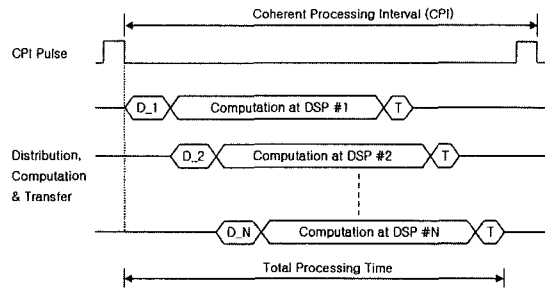 Coherent Processing Interval (CPI)
CPI Pulse
D_1
Computation at DSP #1
T
Distribution,
Computation
& Transfer
D_2
Computation at DSP #2
T
D_N
Computation at DSP #N
T
Total Processing Time